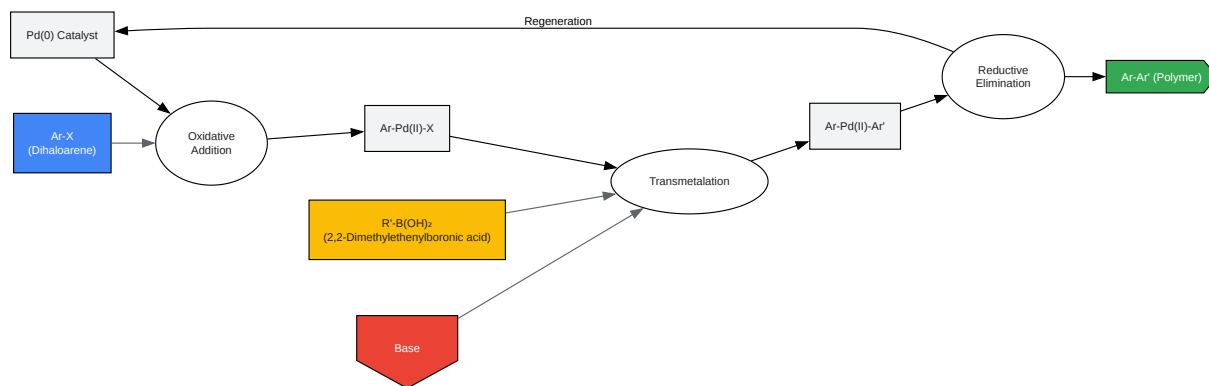 Regeneration
Pd(0) Catalyst
Reductive
Elimination
Ar-Ar' (Polymer)
Ar-X
(Dihaloarene)
Oxidative
Addition
Ar-Pd(II)-X
Ar-Pd(II)-Ar'
Transmetalation
R'-B(OH)₂
(2,2-Dimethylethenylboronic acid)
Base